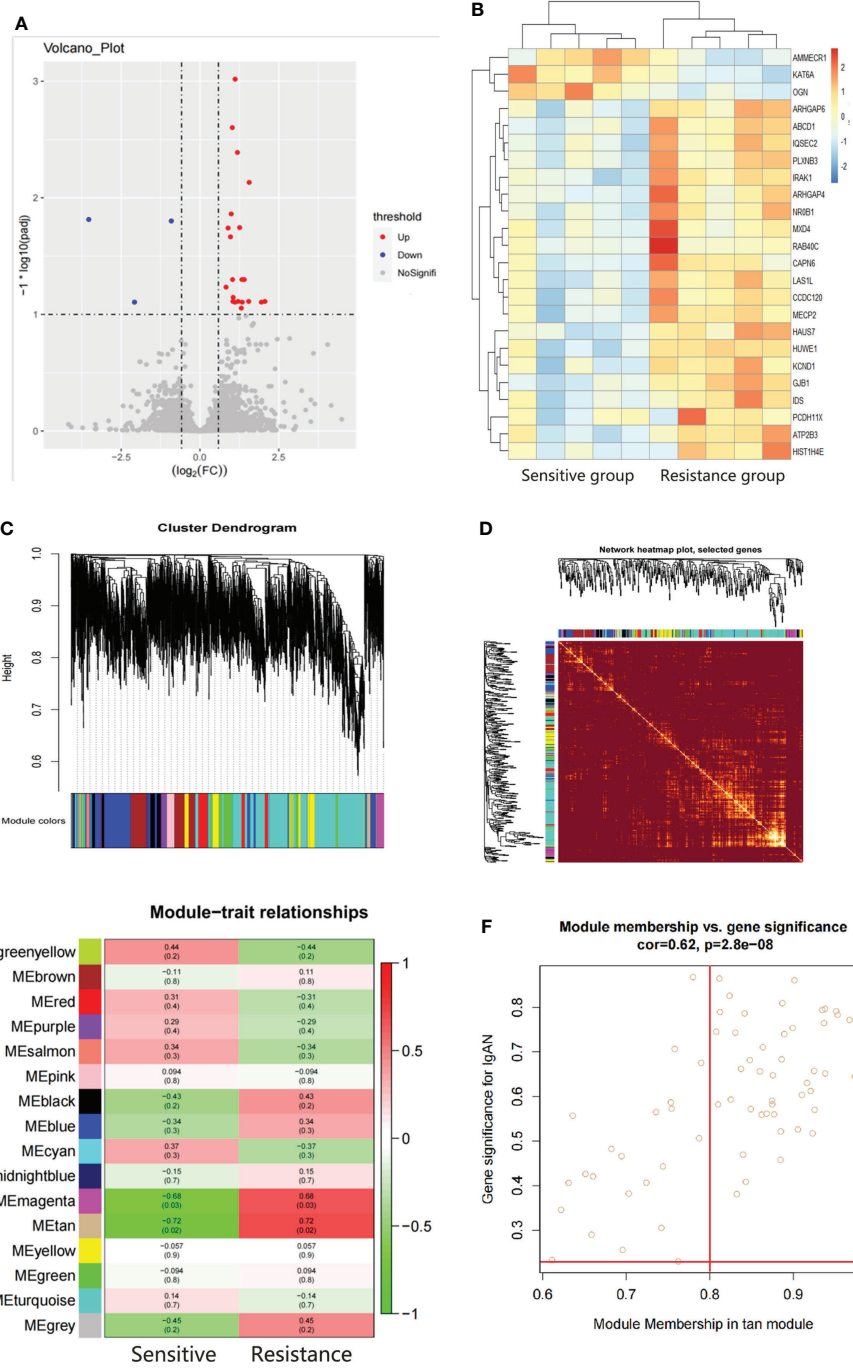 A
Volcano_Plot
3
2
1
0
−1 * log10(padj)
−2.5
0.0
2.5
(log2(FC))
threshold
Up
Down
NoSignifi
B
AMMECR1
KAT6A
OGN
ARHGAP6
ABCD1
IQSEC2
PLXNB3
IRAK1
ARHGAP4
NR0B1
MXD4
RAB40C
CAPN6
LAS1L
CCDC120
MECP2
HAUS7
HUWE1
KCND1
GJB1
IDS
PCDH11X
ATP2B3
HIST1H4E
2
1
-1
-2
Sensitive group
Resistance group
C
Cluster Dendrogram
1.0
0.9
0.8
0.7
0.6
Height
Module colors
D
Network heatmap plot, selected genes
Module−trait relationships
greenyellow 0.44 (0.2) −0.44 (0.2)
MEbrown −0.11 (0.8) 0.11 (0.8)
MEred 0.31 (0.4) −0.31 (0.4)
MEpurple 0.29 (0.4) −0.29 (0.4)
MEsalmon 0.34 (0.3) −0.34 (0.3)
MEpink 0.094 (0.8) −0.094 (0.8)
MEblack −0.43 (0.2) 0.43 (0.2)
MEblue −0.34 (0.3) 0.34 (0.3)
MEcyan 0.37 (0.3) −0.37 (0.3)
midnightblue −0.15 (0.7) 0.15 (0.7)
MEmagenta −0.68 (0.03) 0.68 (0.03)
MEtan −0.72 (0.02) 0.72 (0.02)
MEyellow −0.057 (0.9) 0.057 (0.9)
MEgreen −0.094 (0.8) 0.094 (0.8)
MEturquoise 0.14 (0.7) −0.14 (0.7)
MEgrey −0.45 (0.2) 0.45 (0.2)
1
0.5
0
−0.5
−1
Sensitive
Resistance
F
Module membership vs. gene significance
cor=0.62, p=2.8e−08
0.8
0.7
0.6
0.5
0.4
0.3
Gene significance for IgAN
0.6
0.7
0.8
0.9
Module Membership in tan module